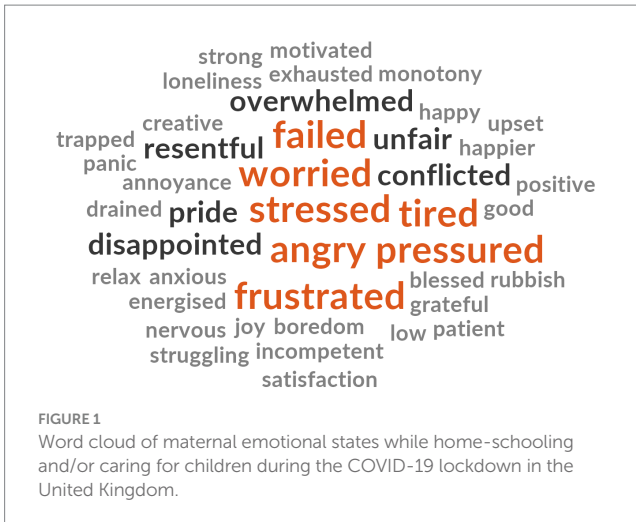 strong motivated
loneliness exhausted monotony
overwhelmed happy
creative failed unfair upset
trapped resentful happier
panic worried conflicted
annoyance positive
drained pride stressed tired good
disappointed angry pressured
relax anxious blessed rubbish
energised frustrated grateful
nervous joy boredom low patient
struggling incompetent
satisfaction
FIGURE 1
Word cloud of maternal emotional states while home-schooling
and/or caring for children during the COVID-19 lockdown in the
United Kingdom.